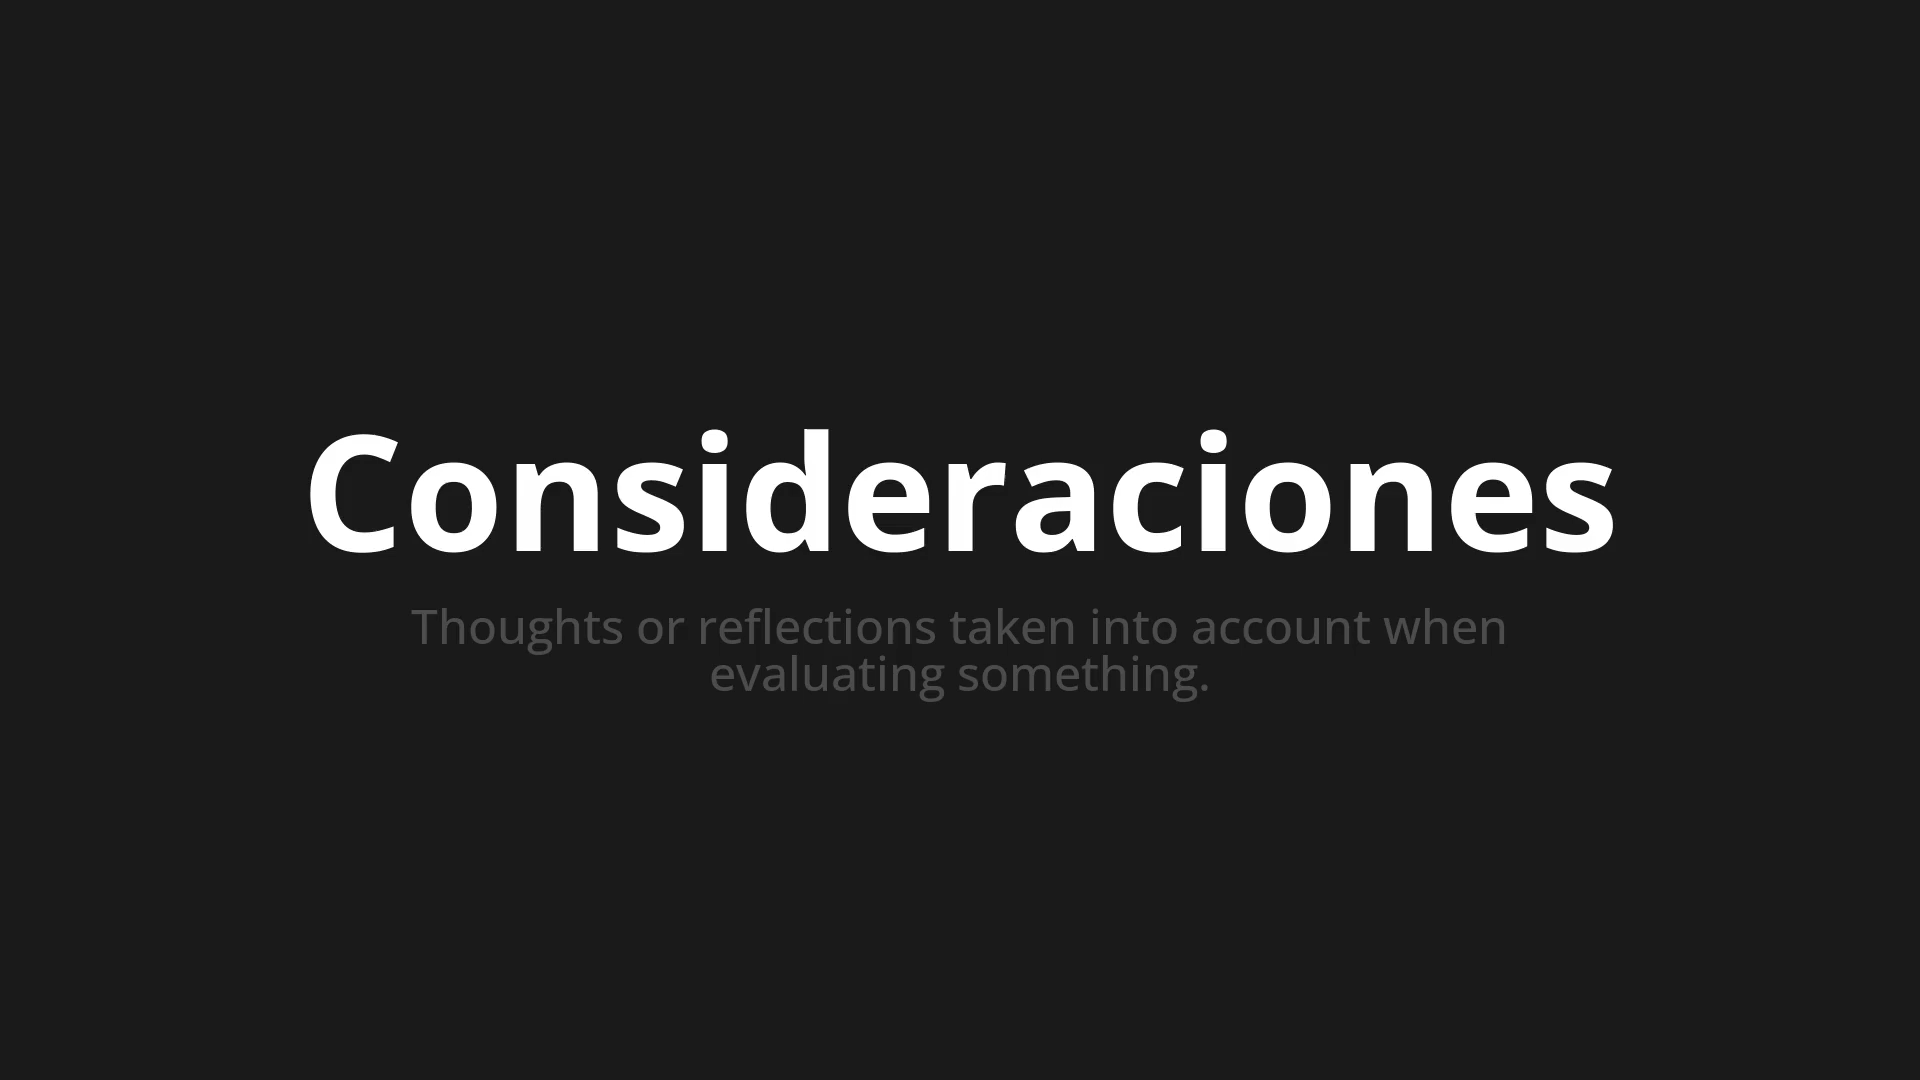 Consideraciones
Thoughts or reflections taken into account when
evaluating something.